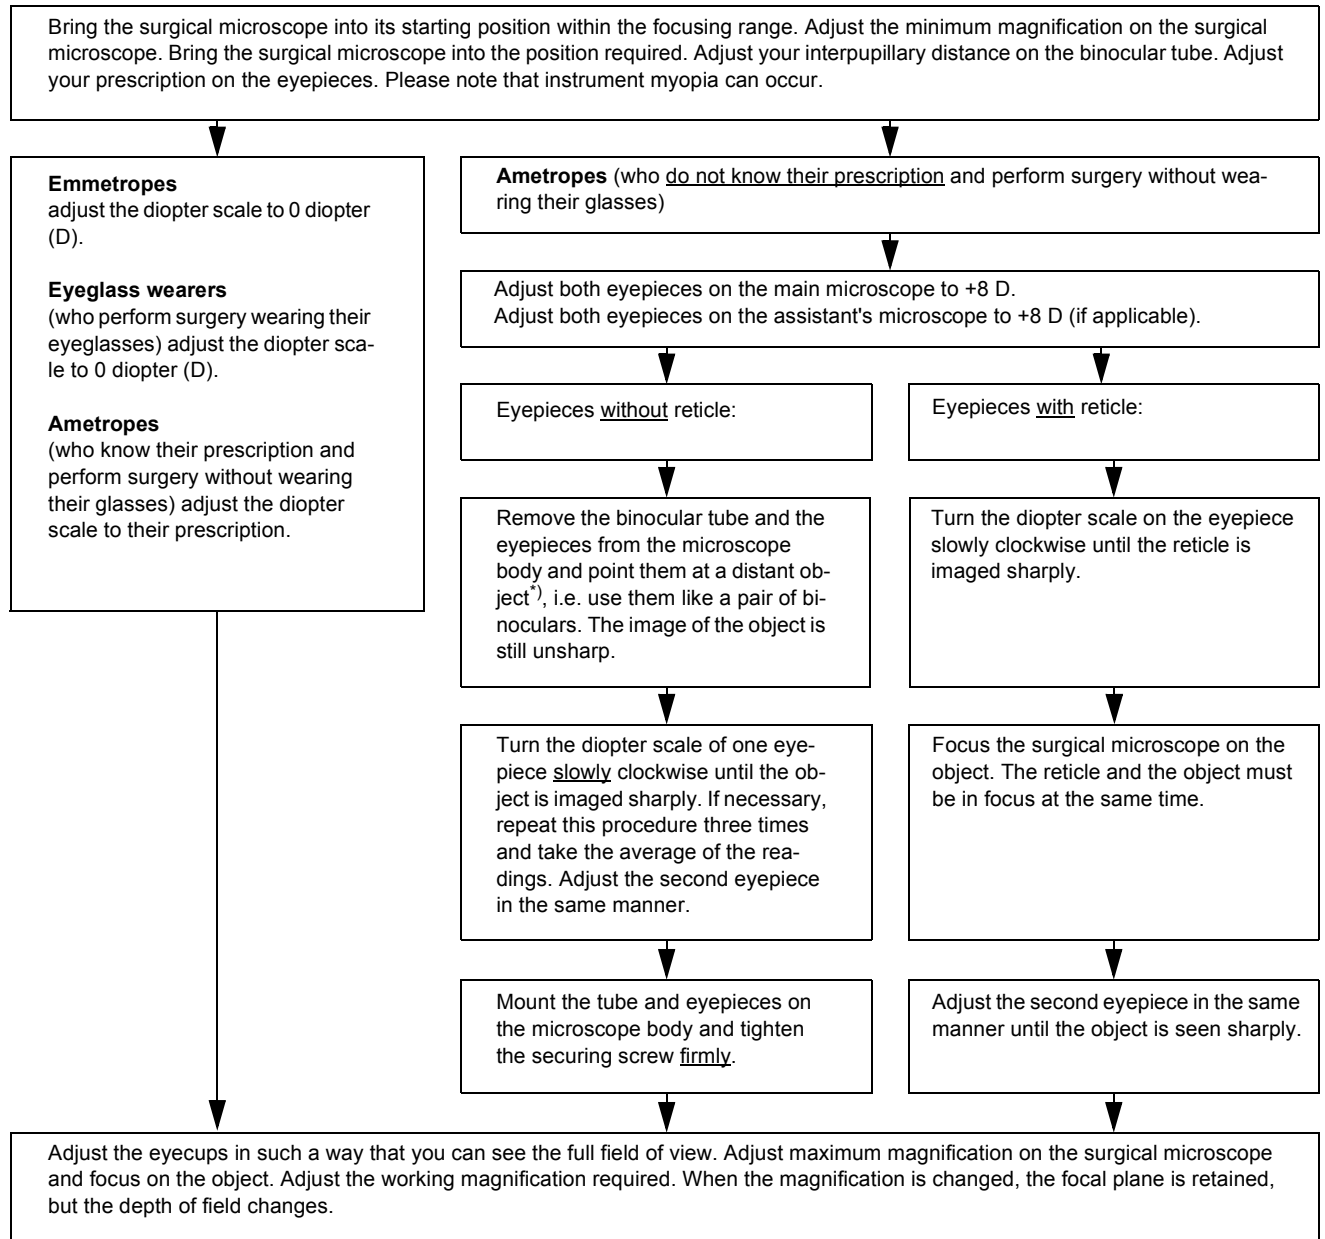 Bring the surgical microscope into its starting position within the focusing range. Adjust the minimum magnification on the surgical
microscope. Bring the surgical microscope into the position required. Adjust your interpupillary distance on the binocular tube. Adjust
your prescription on the eyepieces. Please note that instrument myopia can occur.
Emmetropes
adjust the diopter scale to 0 diopter
(D).
Eyeglass wearers
(who perform surgery wearing their
eyeglasses) adjust the diopter sca-
le to 0 diopter (D).
Ametropes
(who know their prescription and
perform surgery without wearing
their glasses) adjust the diopter
scale to their prescription.
Ametropes (who do not know their prescription and perform surgery without wea-
ring their glasses)
Adjust both eyepieces on the main microscope to +8 D.
Adjust both eyepieces on the assistant's microscope to +8 D (if applicable).
Eyepieces without reticle:
Remove the binocular tube and the
eyepieces from the microscope
body and point them at a distant ob-
ject*), i.e. use them like a pair of bi-
noculars. The image of the object is
still unsharp.
Turn the diopter scale of one eye-
piece slowly clockwise until the ob-
ject is imaged sharply. If necessary,
repeat this procedure three times
and take the average of the rea-
dings. Adjust the second eyepiece
in the same manner.
Mount the tube and eyepieces on
the microscope body and tighten
the securing screw firmly.
Eyepieces with reticle:
Turn the diopter scale on the eyepiece
slowly clockwise until the reticle is
imaged sharply.
Focus the surgical microscope on the
object. The reticle and the object must
be in focus at the same time.
Adjust the second eyepiece in the same
manner until the object is seen sharply.
Adjust the eyecups in such a way that you can see the full field of view. Adjust maximum magnification on the surgical microscope
and focus on the object. Adjust the working magnification required. When the magnification is changed, the focal plane is retained,
but the depth of field changes.